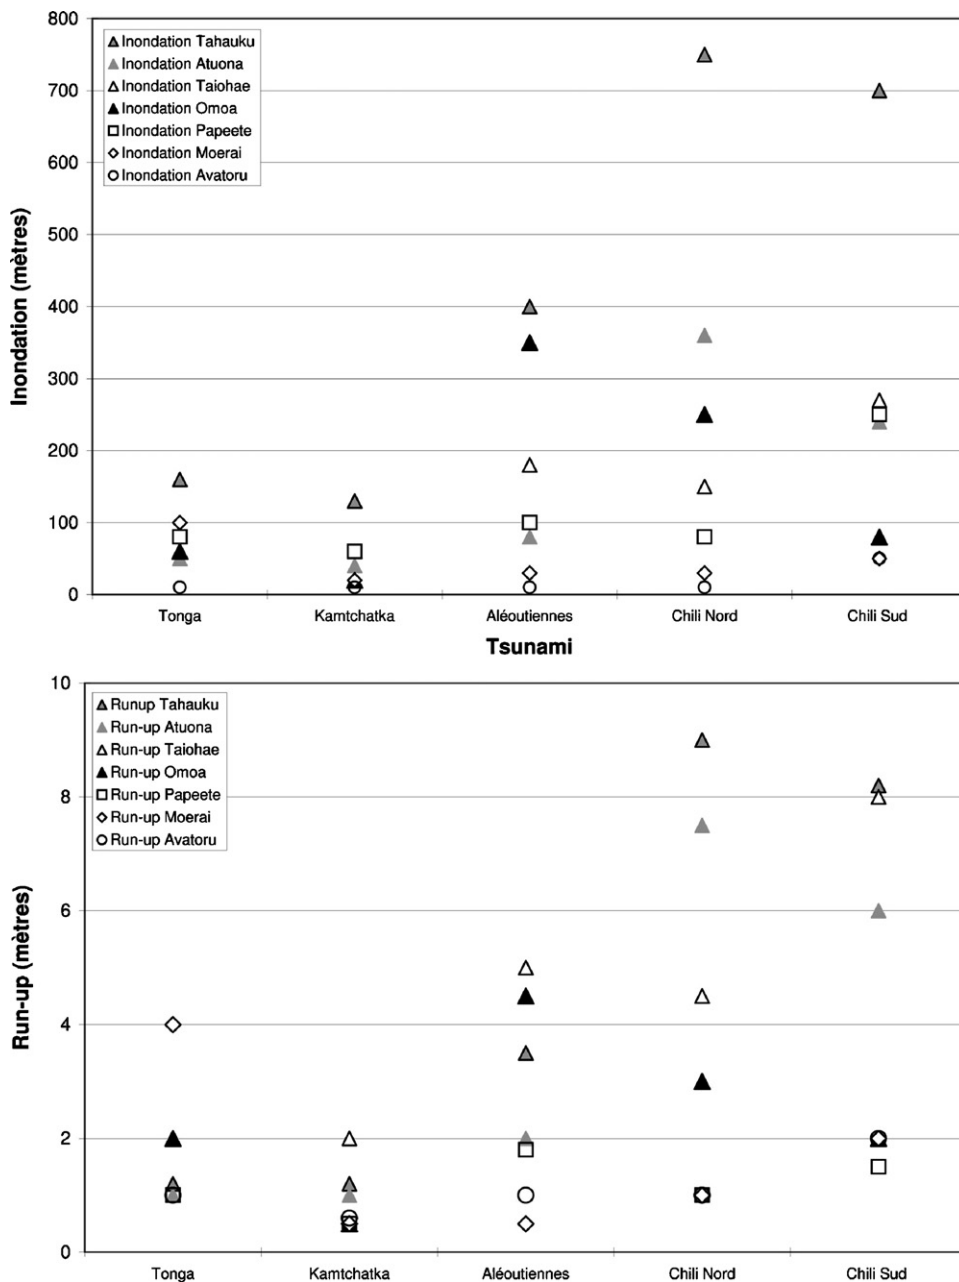 800
700
600
500
400
300
200
100
0
Inondation (mètres)
Inondation Tahauku
Inondation Atuona
Inondation Taiohae
Inondation Omoa
Inondation Papeete
Inondation Moerai
Inondation Avatoru
Tonga Kamtchatka Aléoutiennes Chili Nord Chili Sud
Tsunami
10
8
6
4
2
0
Run-up (mètres)
Runup Tahauku
Run-up Atuona
Run-up Taiohae
Run-up Omoa
Run-up Papeete
Run-up Moerai
Run-up Avatoru
Tonga Kamtchatka Aléoutiennes Chili Nord Chili Sud